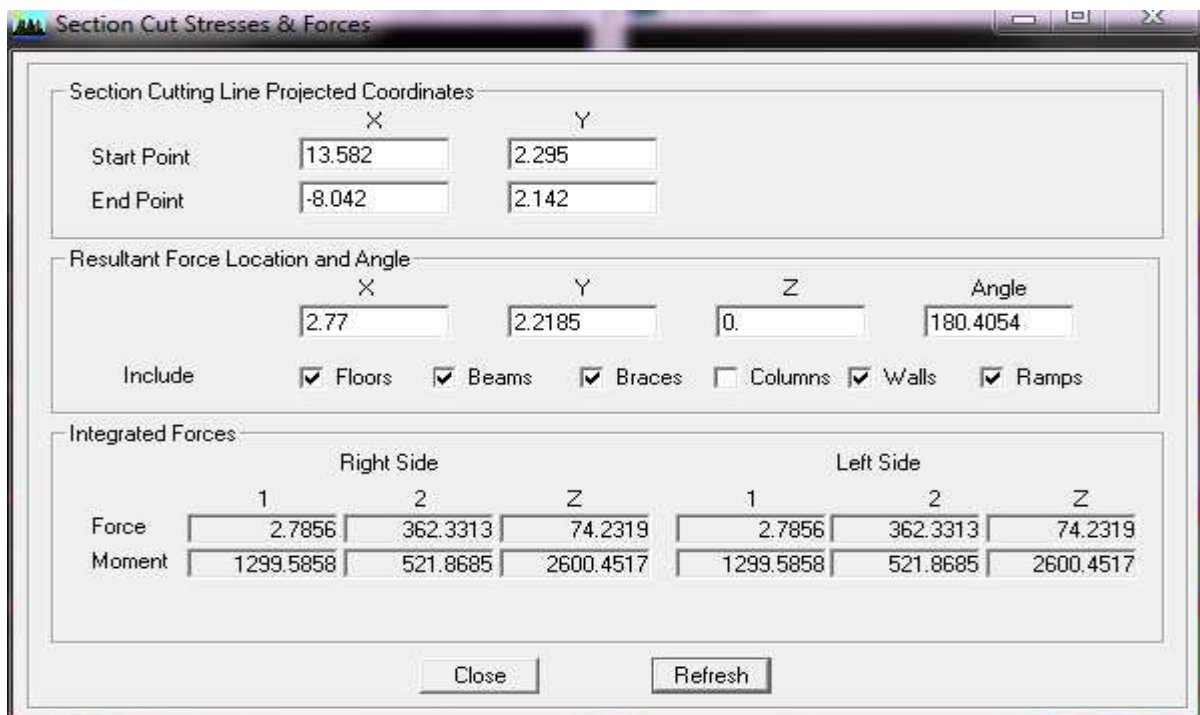 Section Cut Stresses & Forces
Section Cutting Line Projected Coordinates
X Y
Start Point 13.582 2.295
End Point -8.042 2.142
Resultant Force Location and Angle
X Y Z Angle
2.77 2.2185 0. 180.4054
Include Floors Beams Braces Columns Walls Ramps
Integrated Forces
Right Side Left Side
1 2 Z 1 2 Z
Force 2.7856 362.3313 74.2319 2.7856 362.3313 74.2319
Moment 1299.5858 521.8685 2600.4517 1299.5858 521.8685 2600.4517
Close Refresh